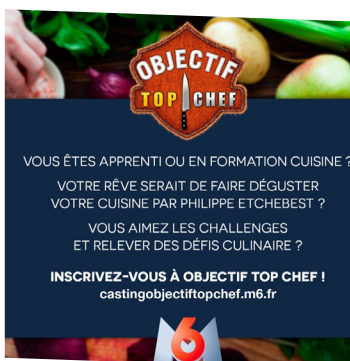 OBJECTIF
TOP CHEF
VOUS ÊTES APPRENTI OU EN FORMATION CUISINE ?
VOTRE RÊVE SERAIT DE FAIRE DÉGUSTER
VOTRE CUISINE PAR PHILIPPE ETCHEBEST ?
VOUS AIMEZ LES CHALLENGES
ET RELEVER DES DÉFIS CULINAIRE ?
INSCRIVEZ-VOUS À OBJECTIF TOP CHEF !
castingobjectiftopchef.m6.fr
M6